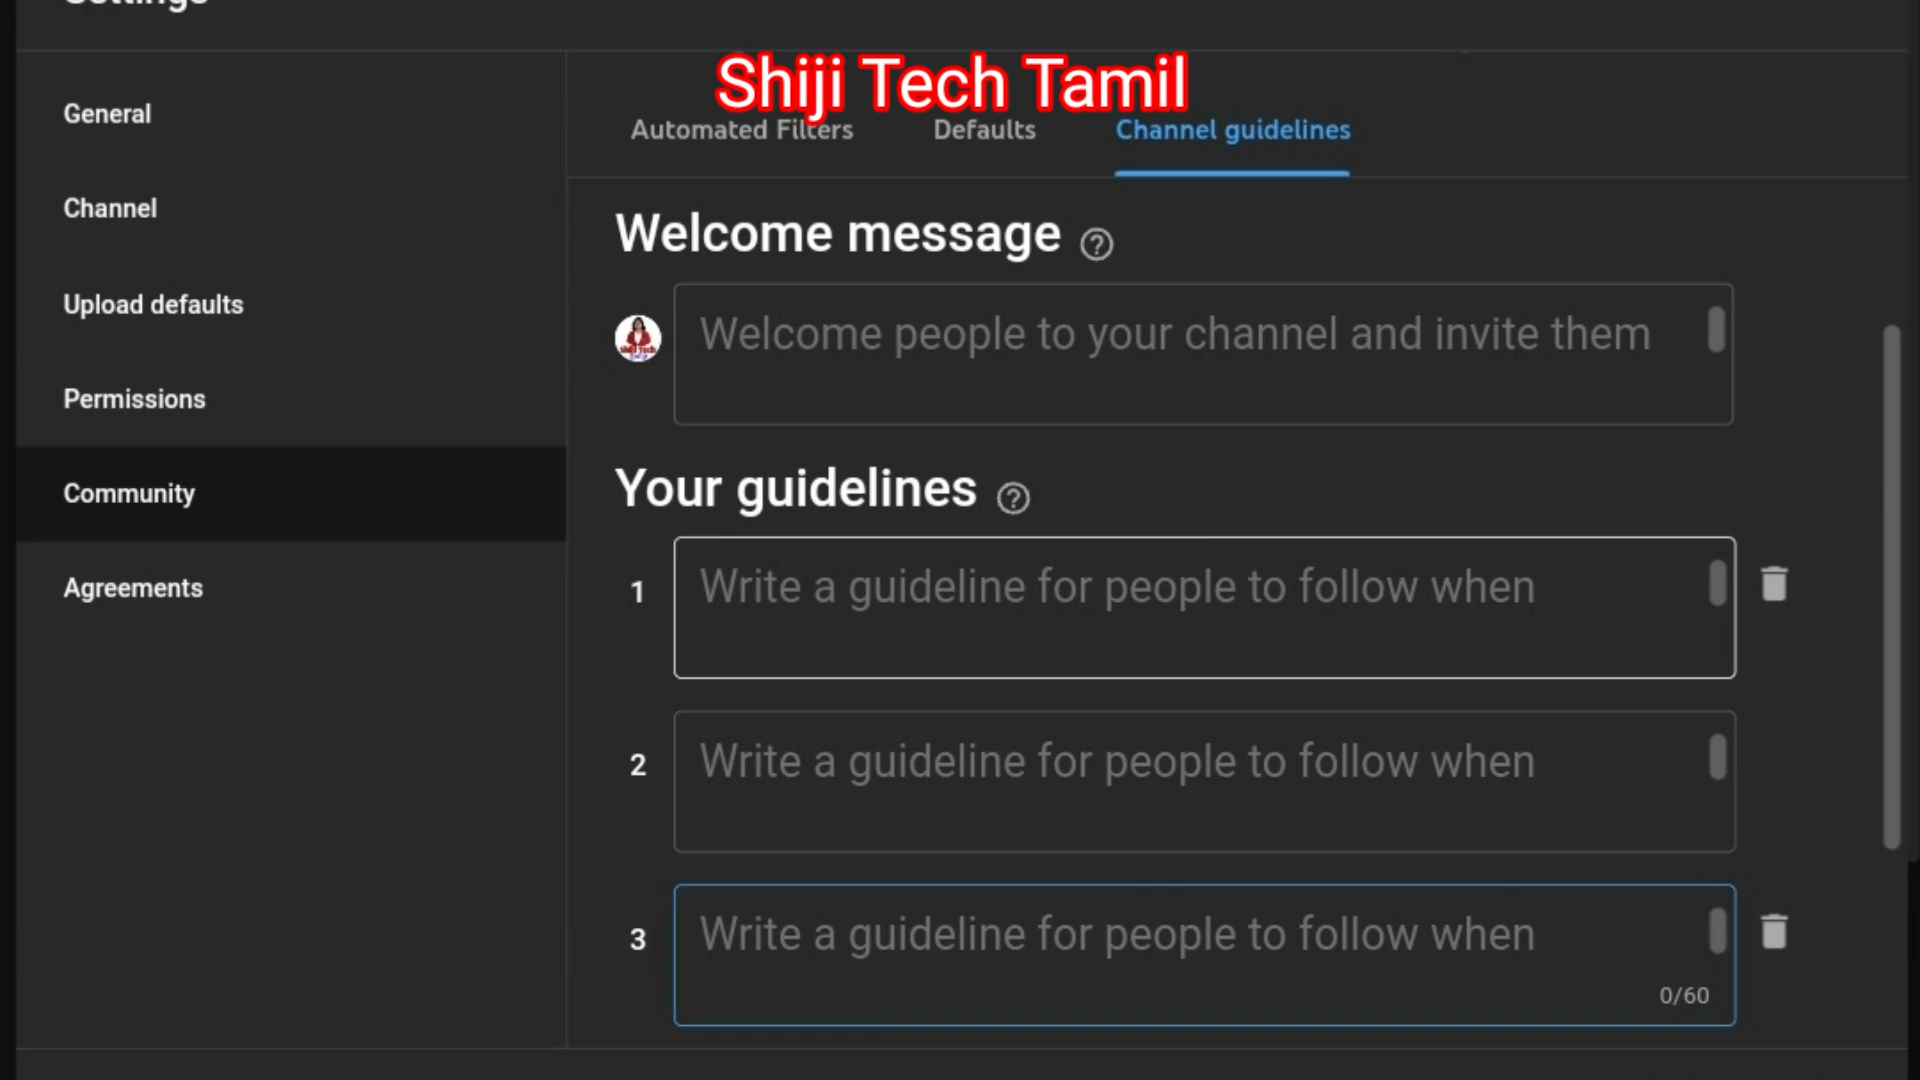 Settings
Shiji Tech Tamil
General
Automated Filters
Defaults
Channel guidelines
Channel
Welcome message
Upload defaults
Welcome people to your channel and invite them
Permissions
Community
Your guidelines
Agreements
1
Write a guideline for people to follow when
2
Write a guideline for people to follow when
3
Write a guideline for people to follow when
0/60